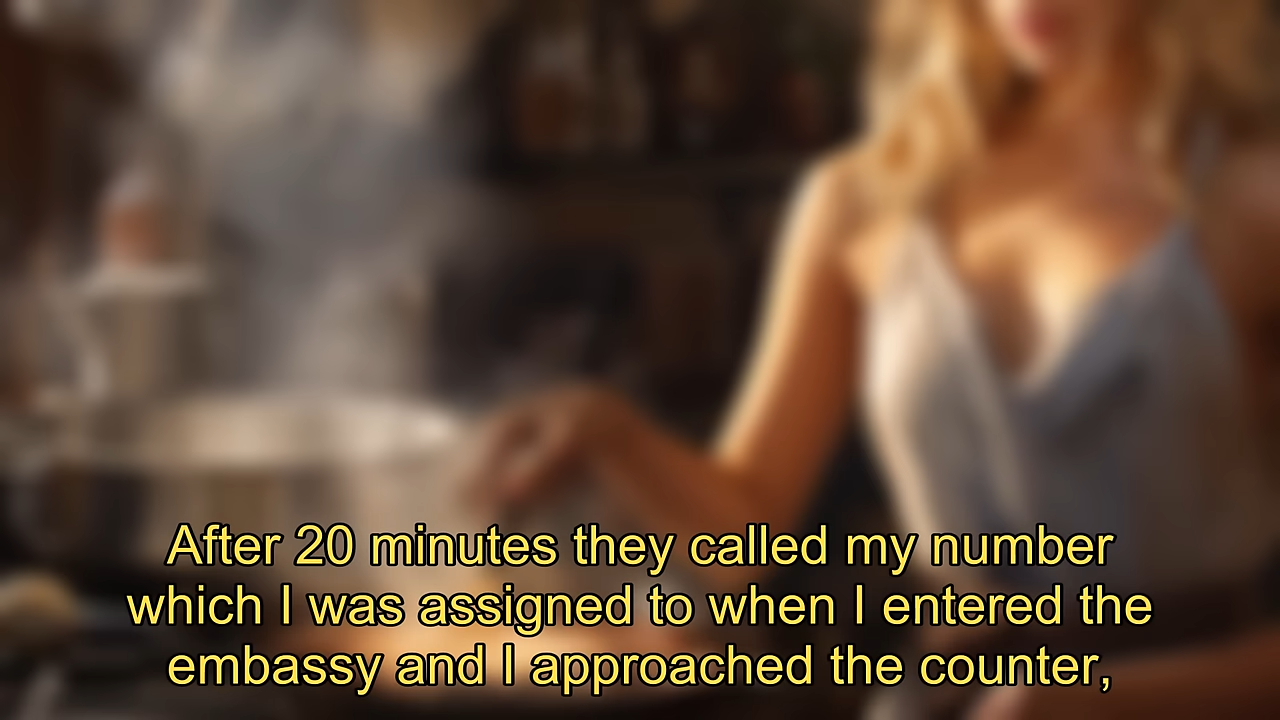 After 20 minutes they called my number
which I was assigned to when I entered the
embassy and I approached the counter,